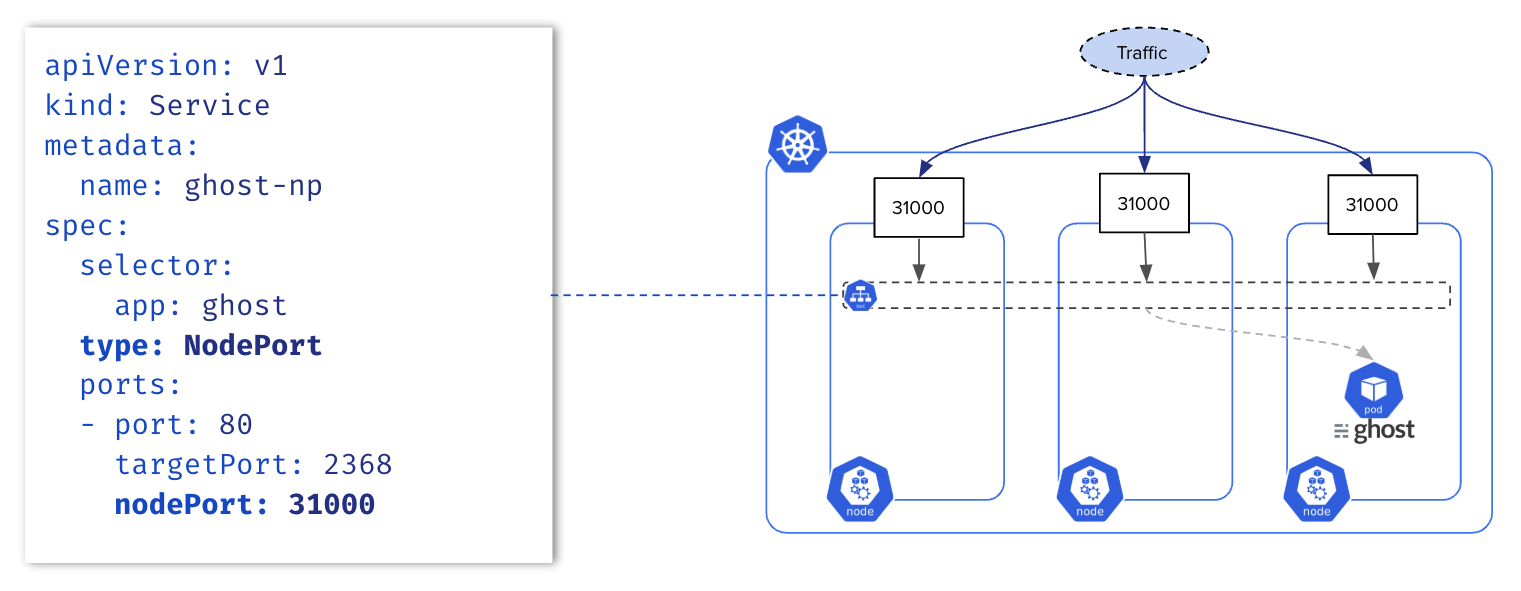 apiVersion: v1
kind: Service
metadata:
  name: ghost-np
spec:
  selector:
    app: ghost
  type: NodePort
  ports:
  - port: 80
    targetPort: 2368
    nodePort: 31000
Traffic
31000
31000
31000
svc
pod
ghost
node
node
node